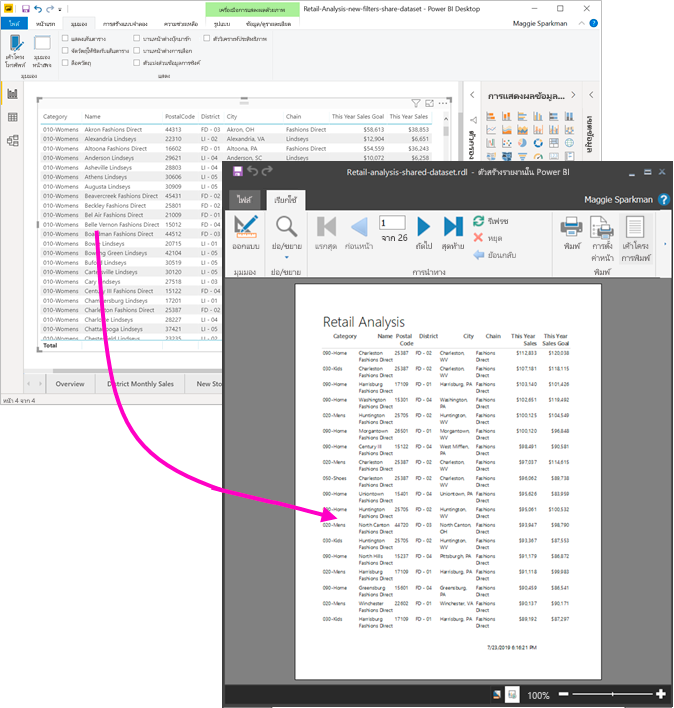 เครื่องมือการแสดงผลด้วยภาพ
Retail-Analysis-new-filters-share-dataset - Power BI Desktop
ไฟล์ หน้าแรก มุมมอง การสร้างแบบจำลอง ความช่วยเหลือ รูปแบบ ข้อมูล/ดูรายละเอียด
Maggie Sparkman
เค้าโครงโทรศัพท์
มุมมองหน้าเพจ
แสดงเส้นตาราง
จัดวัตถุให้ชิดกับเส้นตาราง
ล็อควัตถุ
บานหน้าต่างบุ๊กมาร์ก
บานหน้าต่างการเลือก
ตัวแบ่งส่วนข้อมูลการซิงค์
ตัววิเคราะห์ประสิทธิภาพ
มุมมอง แสดง
การแสดงผลข้อมูล...
เขตข้อมูล
Category Name PostalCode District City Chain This Year Sales Goal This Year Sales
010-Womens Akron Fashions Direct 44313 FD - 03 Akron, OH Fashions Direct $58,613 $38,853
010-Womens Alexandria Lindseys 22310 LI - 02 Alexandria, VA Lindseys $12,904 $6,651
010-Womens Altoona Fashions Direct 16602 FD - 01 Altoona, PA Fashions Direct $54,559 $36,243
010-Womens Anderson Lindseys 29621 LI - 04 Anderson, SC Lindseys $10,072 $6,258
010-Womens Asheville Lindseys 28803 LI - 04
010-Womens Athens Lindseys 30606 LI - 05
010-Womens Augusta Lindseys 30909 LI - 05
010-Womens Beavercreek Fashions Direct 45431 FD - 02
010-Womens Beckley Fashions Direct 25801 FD - 02
010-Womens Bel Air Fashions Direct 21009 FD - 01
010-Womens Belle Vernon Fashions Direct 15012 FD - 04
010-Womens Boardman Fashions Direct 44512 FD - 03
010-Womens Bowie Lindseys 20715 LI - 01
010-Womens Bowling Green Lindseys 42104 LI - 05
010-Womens Buford Lindseys 30519 LI - 05
010-Womens Cartersville Lindseys 30120 LI - 05
010-Womens Cary Lindseys 27518 LI - 03
010-Womens Century III Fashions Direct 15122 FD - 04
010-Womens Chambersburg Lindseys 17201 LI - 01
010-Womens Charleston Fashions Direct 25387 FD - 02
010-Womens Charlotte Lindseys 28227 LI - 04
010-Womens Chattanooga Lindseys 37421 LI - 05
010-Womens Chesterfield Lindseys 23235 LI - 02
Total
Overview District Monthly Sales New Sto
หน้า 4 จาก 4
Retail-analysis-shared-dataset.rdl - ตัวสร้างรายงานใน Power BI
ไฟล์ เรียกใช้
Maggie Sparkman
ออกแบบ ย่อ/ขยาย แรกสุด ก่อนหน้า 1 จาก 26 ถัดไป สุดท้าย
รีเฟรช
หยุด
ย้อนกลับ
พิมพ์ การตั้งค่าหน้า เค้าโครงการพิมพ์
มุมมอง ย่อ/ขยาย การนำทาง พิมพ์
Retail Analysis
Category Name Postal Code District City Chain This Year Sales This Year Sales Goal
090-Home Charleston Fashions Direct 25387 FD - 02 Charleston, WV Fashions Direct $112,833 $120,038
030-Kids Charleston Fashions Direct 25387 FD - 02 Charleston, WV Fashions Direct $107,181 $118,115
090-Home Harrisburg Fashions Direct 17109 FD - 01 Harrisburg, PA Fashions Direct $103,140 $101,426
090-Home Washington Fashions Direct 15301 FD - 04 Washington, PA Fashions Direct $102,651 $119,492
020-Mens Huntington Fashions Direct 25705 FD - 02 Huntington, WV Fashions Direct $100,125 $104,549
090-Home Morgantown Fashions Direct 26501 FD - 01 Morgantown, WV Fashions Direct $100,120 $96,848
090-Home Century III Fashions Direct 15122 FD - 04 West Mifflen, PA Fashions Direct $98,491 $90,581
020-Mens Charleston Fashions Direct 25387 FD - 02 Charleston, WV Fashions Direct $97,037 $114,615
050-Shoes Charleston Fashions Direct 25387 FD - 02 Charleston, WV Fashions Direct $96,062 $89,738
090-Home Uniontown Fashions Direct 15401 FD - 04 Uniontown, PA Fashions Direct $95,626 $83,959
090-Home Huntington Fashions Direct 25705 FD - 02 Huntington, WV Fashions Direct $95,061 $100,532
020-Mens North Canton Fashions Direct 44720 FD - 03 North Canton, OH Fashions Direct $93,947 $98,790
030-Kids Huntington Fashions Direct 25705 FD - 02 Huntington, WV Fashions Direct $93,367 $87,553
090-Home North Hills Fashions Direct 15237 FD - 04 Pittsburgh, PA Fashions Direct $91,179 $86,872
020-Mens Harrisburg Fashions Direct 17109 FD - 01 Harrisburg, PA Fashions Direct $91,118 $99,983
090-Home Greensburg Fashions Direct 15601 FD - 04 Greensburg, PA Fashions Direct $90,459 $86,541
020-Mens Winchester Fashions Direct 22602 FD - 01 Winchester, VA Fashions Direct $90,137 $90,171
030-Kids Harrisburg Fashions Direct 17109 FD - 01 Harrisburg, PA Fashions Direct $89,192 $87,297
7/23/2019 6:16:21 PM
100%